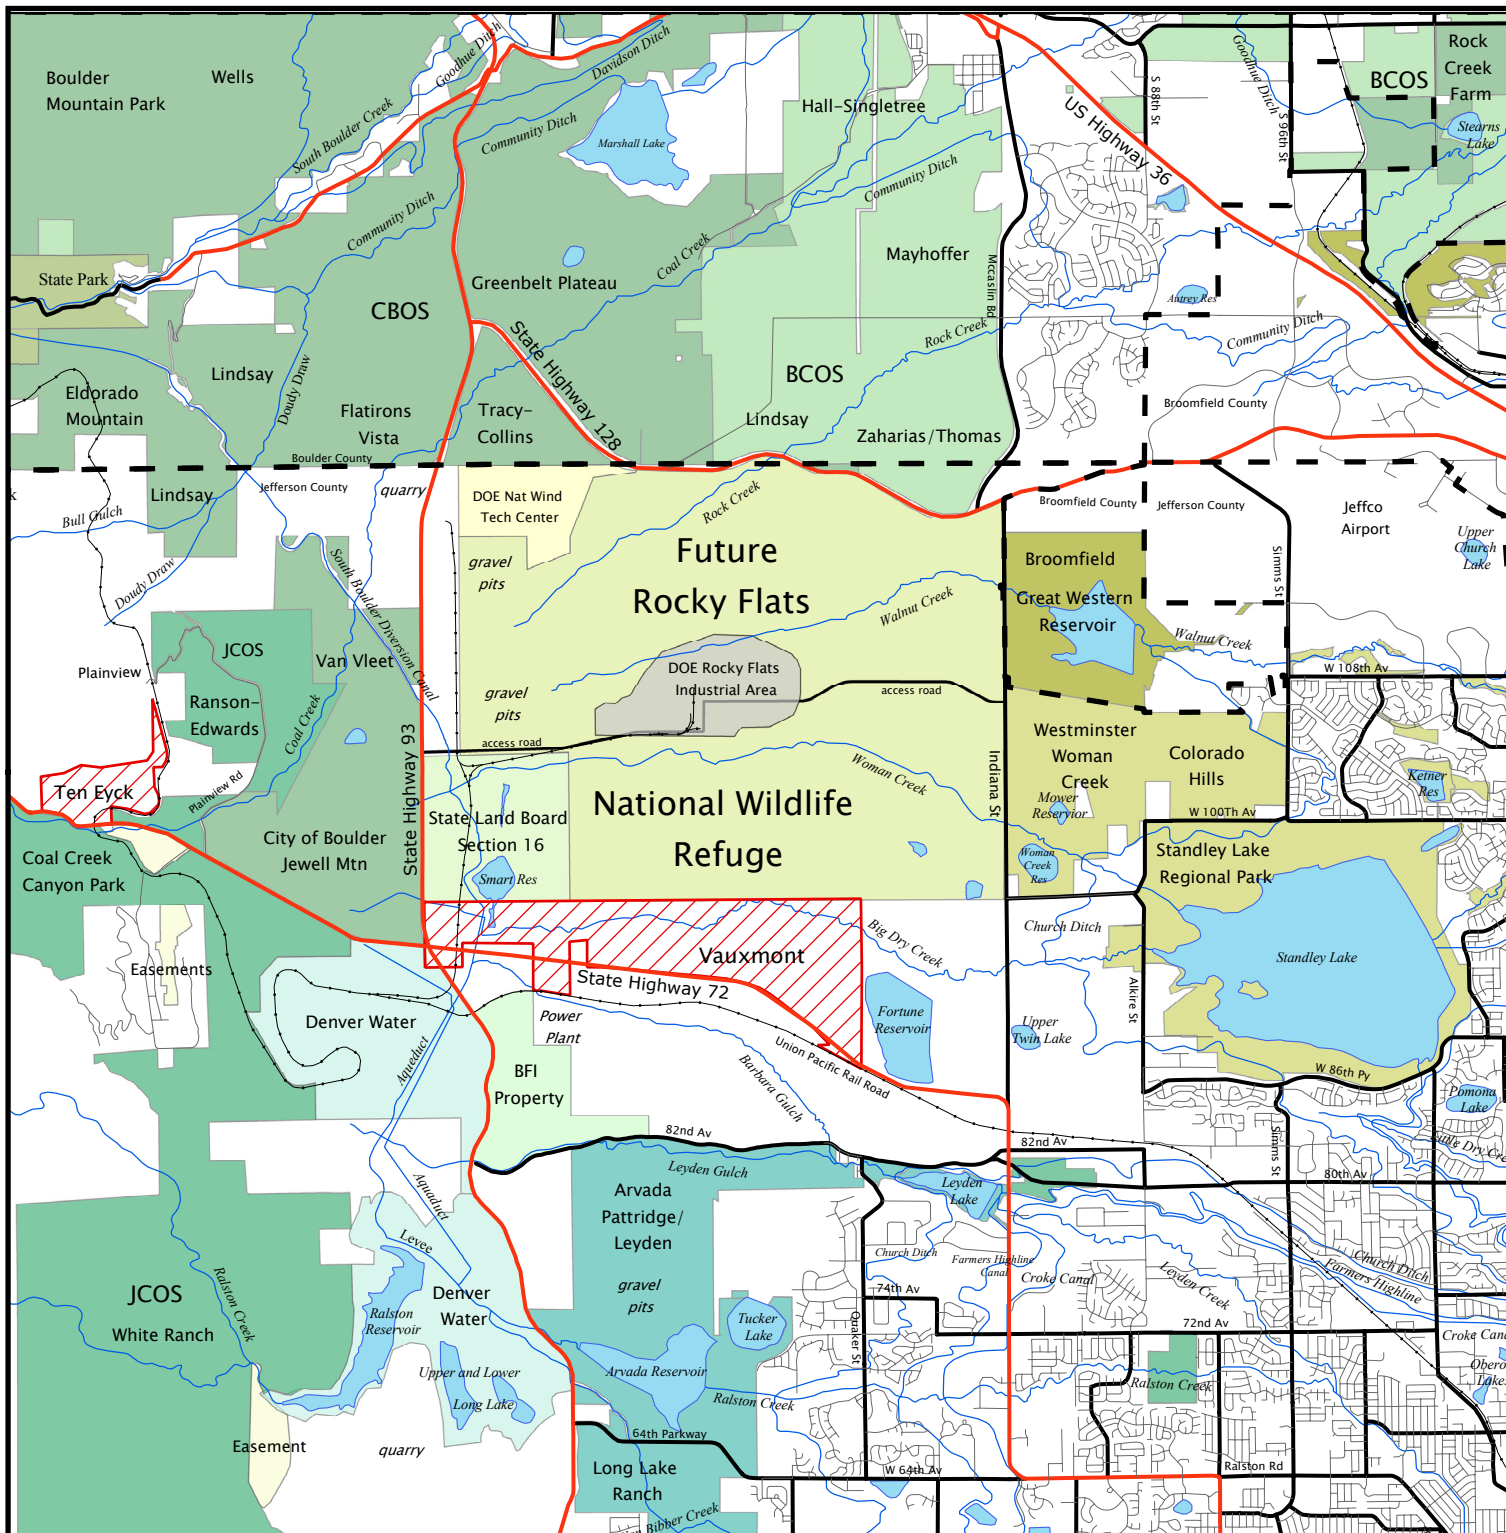 Boulder
Mountain Park
Wells
Goodhue Ditch
Davidson Ditch
South Boulder Creek
Community Ditch
Marshall Lake
Hall-Singletree
Community Ditch
US Highway 36
S 88th St
Goodhue Ditch
S 96th St
BCOS
Rock
Creek
Farm
Stearns
Lake
State Park
Community Ditch
CBOS
Greenbelt Plateau
Coal Creek
Mayhoffer
Mccaslin Bd
Autrey Res
Community Ditch
Rock Creek
State Highway 128
Lindsay
Doudy Draw
Eldorado
Mountain
Flatirons
Vista
Tracy-
Collins
BCOS
Lindsay
Zaharias/Thomas
Broomfield County
Boulder County
Jefferson County
k
Lindsay
quarry
Bull Gulch
DOE Nat Wind
Tech Center
Rock Creek
Broomfield County
Jefferson County
Jeffco
Airport
Upper
Church
Lake
Simms St
Doudy Draw
South Boulder Diversion Canal
gravel
pits
Future
Rocky Flats
Walnut Creek
Broomfield
Great Western
Reservoir
Walnut Creek
W 108th Av
JCOS
Van Vleet
Plainview
Ranson-
Edwards
Coal Creek
gravel
pits
DOE Rocky Flats
Industrial Area
access road
access road
State Highway 93
Westminster
Woman
Creek
Colorado
Hills
Indiana St
Woman Creek
Mower
Reservior
W 100Th Av
Ketner
Res
Ten Eyck
Plainview Rd
National Wildlife
Refuge
State Land Board
Section 16
Smart Res
City of Boulder
Jewell Mtn
Coal Creek
Canyon Park
Woman
Creek
Res
Standley Lake
Regional Park
Church Ditch
Standley Lake
Easements
Big Dry Creek
Vauxmont
State Highway 72
Alkire St
Denver Water
Power
Plant
Fortune
Reservoir
Upper
Twin Lake
Aqueduct
BFI
Property
Union Pacific Rail Road
Barbara Gulch
W 86th Py
Pomona
Lake
82nd Av
82nd Av
Simms St
Little Dry Cre
80th Av
Leyden Gulch
Leyden
Lake
Aquaduct
Arvada
Pattridge/
Leyden
Levee
Church Ditch
Farmers Highline
Canal
Croke Canal
Leyden Creek
Church Ditch
Farmers Highline
Ralston Creek
JCOS
White Ranch
Denver
Water
Ralston
Reservoir
gravel
pits
74th Av
Tucker
Lake
Quaker St
72nd Av
Croke Can
Obero
Lake
Upper and Lower
Long Lake
Arvada Reservoir
Ralston Creek
Ralston Creek
Easement
quarry
64th Parkway
W 64th Av
Ralston Rd
Long Lake
Ranch
Bibber Creek